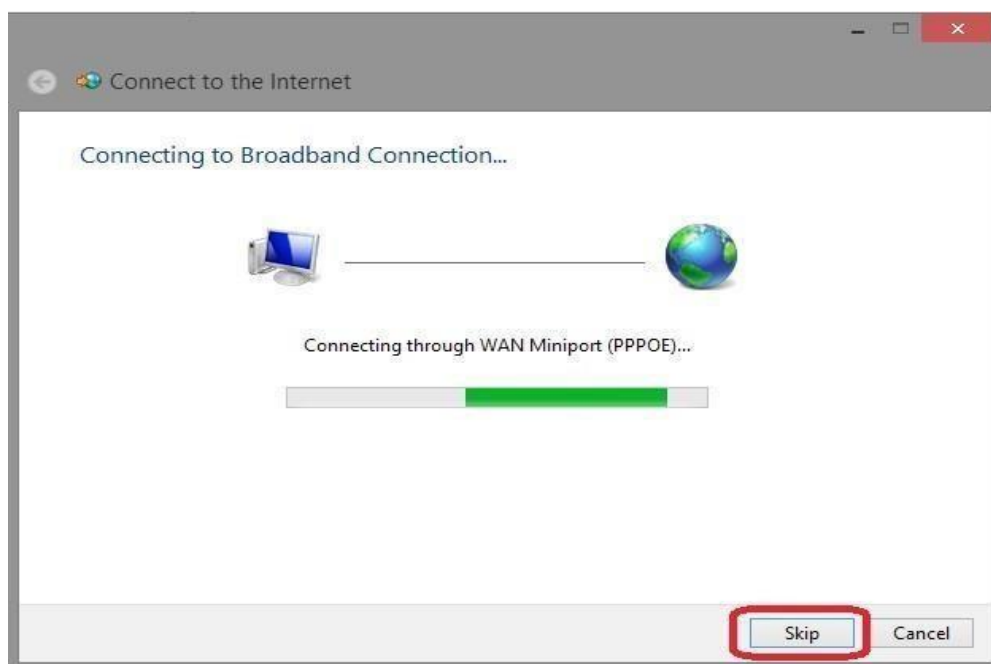 Connect to the Internet
Connecting to Broadband Connection...
Connecting through WAN Miniport (PPPOE)...
Skip
Cancel